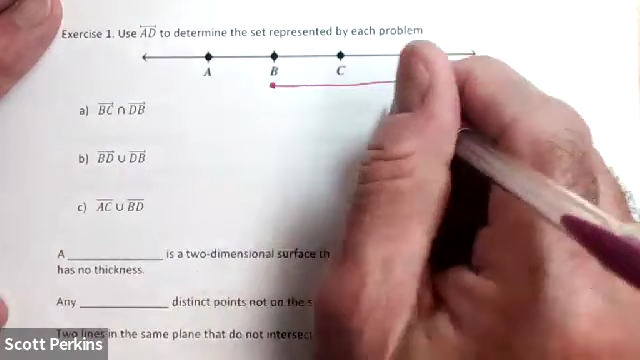 Exercise 1. Use AD to determine the set represented by each problem
A B C
a) BC ∩ DB
b) BD ∪ DB
c) AC ∪ BD
A ____________ is a two-dimensional surface th
has no thickness.
Any ____________ distinct points not on the s
Two lines in the same plane that do not intersect
Scott Perkins